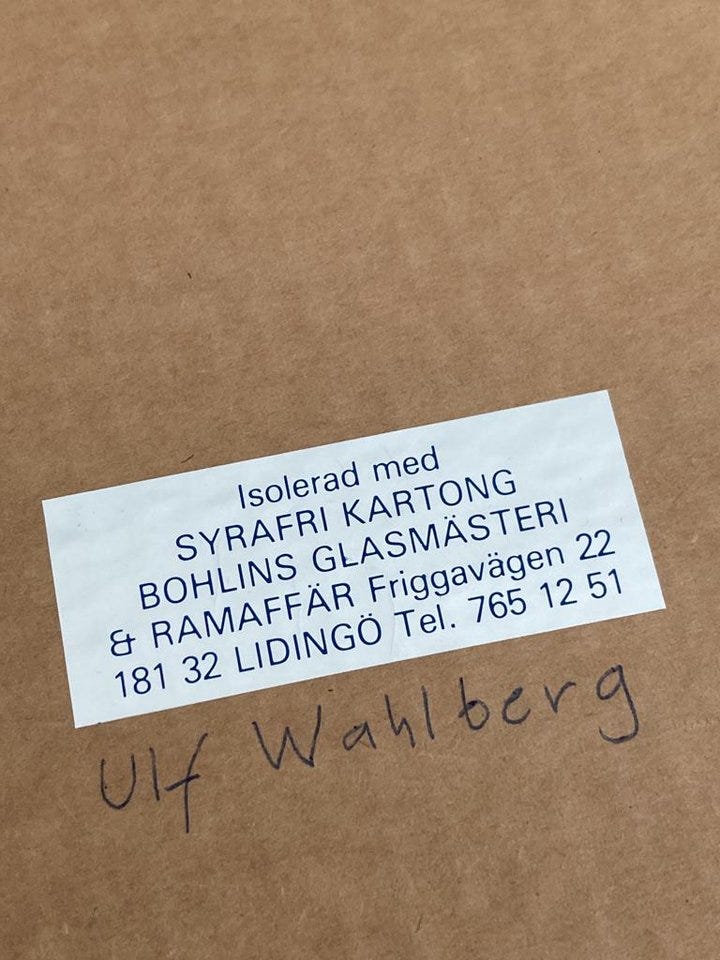 Isolerad med
SYRAFRI KARTONG
BOHLINS GLASMÄSTERI
& RAMAFFÄR Friggavägen 22
181 32 LIDINGÖ Tel. 765 12 51
Ulf Wahlberg